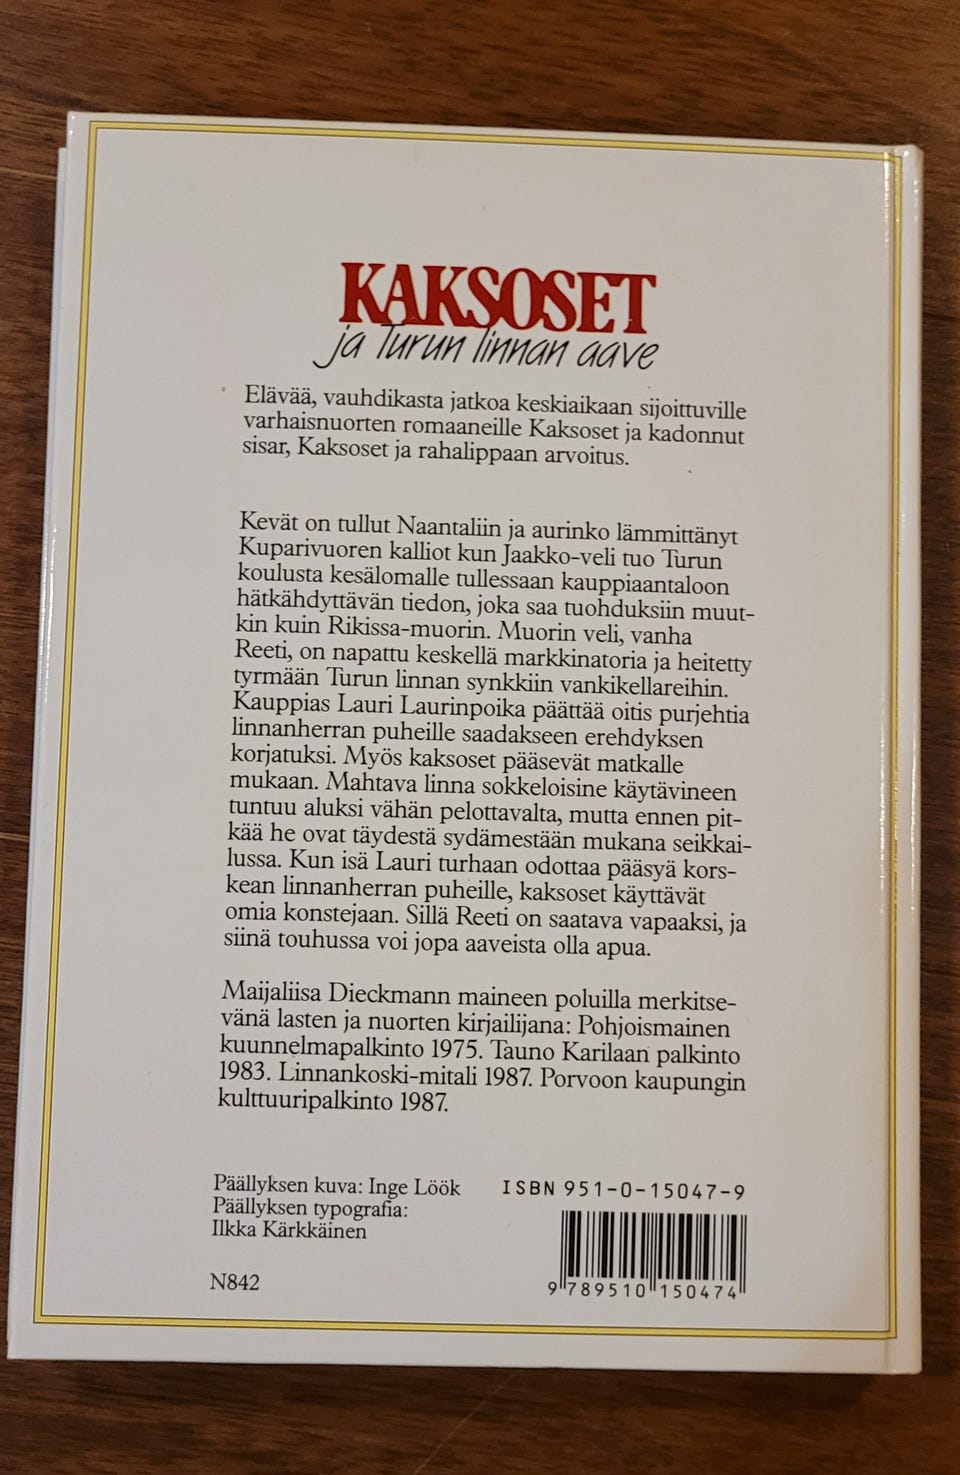 KAKSOSET
ja Turun linnan aave
Elävää, vauhdikasta jatkoa keskiaikaan sijoittuville
varhaisnuorten romaaneille Kaksoset ja kadonnut
sisar, Kaksoset ja rahalippaan arvoitus.
Kevät on tullut Naantaliin ja aurinko lämmittänyt
Kuparivuoren kalliot kun Jaakko-veli tuo Turun
koulusta kesälomalle tullessaan kauppiaantaloon
hätkähdyttävän tiedon, joka saa tuohduksiin muut-
kin kuin Rikissa-muorin. Muorin veli, vanha
Reeti, on napattu keskellä markkinatoria ja heitetty
tyrmään Turun linnan synkkiin vankikellareihin.
Kauppias Lauri Laurinpoika päättää oitis purjehtia
linnanherran puheille saadakseen erehdyksen
korjatuksi. Myös kaksoset pääsevät matkalle
mukaan. Mahtava linna sokkeloisine käytävineen
tuntuu aluksi vähän pelottavalta, mutta ennen pit-
kää he ovat täydestä sydämestään mukana seikkai-
lussa. Kun isä Lauri turhaan odottaa pääsyä kors-
kean linnanherran puheille, kaksoset käyttävät
omia konstejaan. Sillä Reeti on saatava vapaaksi, ja
siinä touhussa voi jopa aaveista olla apua.
Maijaliisa Dieckmann maineen poluilla merkitse-
vänä lasten ja nuorten kirjailijana: Pohjoismainen
kuunnelmapalkinto 1975. Tauno Karilaan palkinto
1983. Linnankoski-mitali 1987. Porvoon kaupungin
kulttuuripalkinto 1987.
Päällyksen kuva: Inge Löök
Päällyksen typografia:
Ilkka Kärkkäinen
N842
ISBN 951-0-15047-9
9 789510 150474